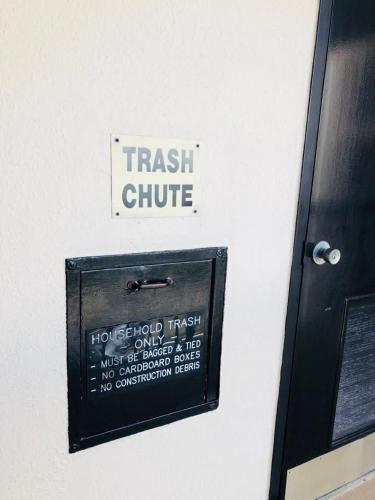 TRASH
CHUTE
HOUSEHOLD TRASH
ONLY
- MUST BE BAGGED & TIED
- NO CARDBOARD BOXES
- NO CONSTRUCTION DEBRIS